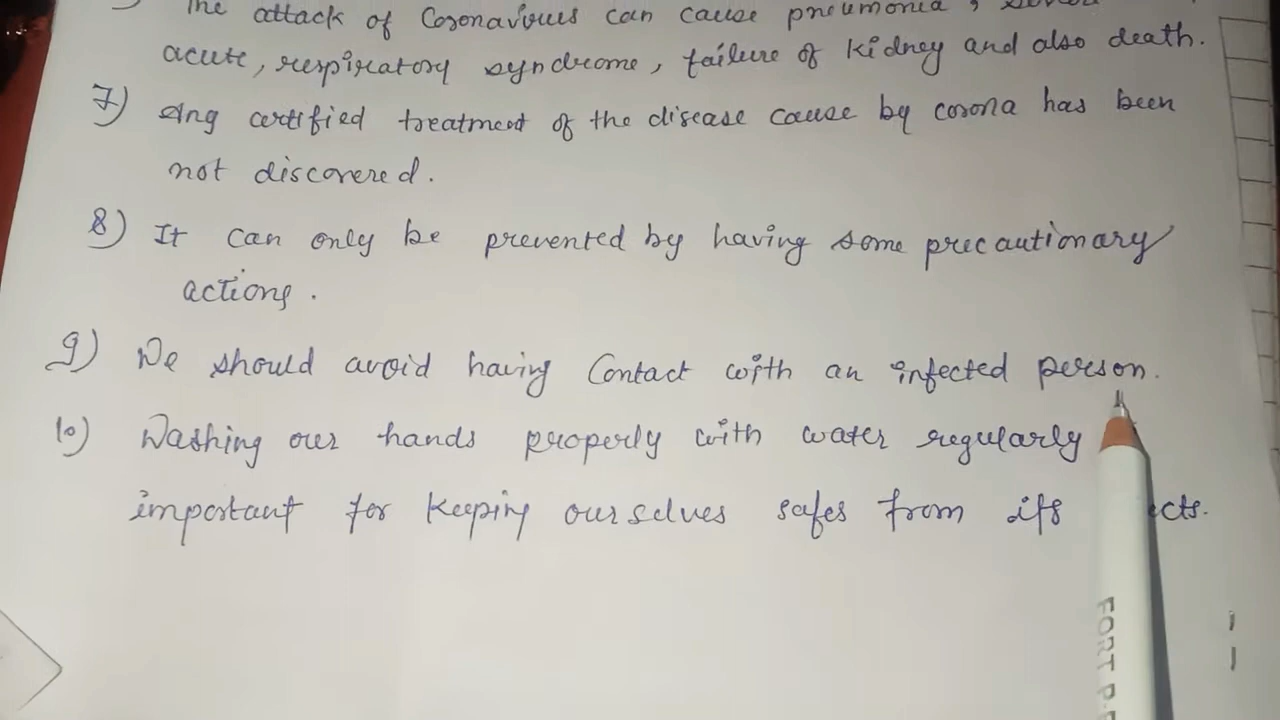 The attack of Coronavirus can cause pneumonia,
acute, respiratory syndrome, failure of Kidney and also death.
7) Any certified treatment of the disease cause by corona has been
not discovered.
8) It can only be prevented by having some precautionary
actions.
9) We should avoid having Contact with an infected person.
10) Washing our hands properly with water regularly
important for keeping ourselves safes from its
FORT P.